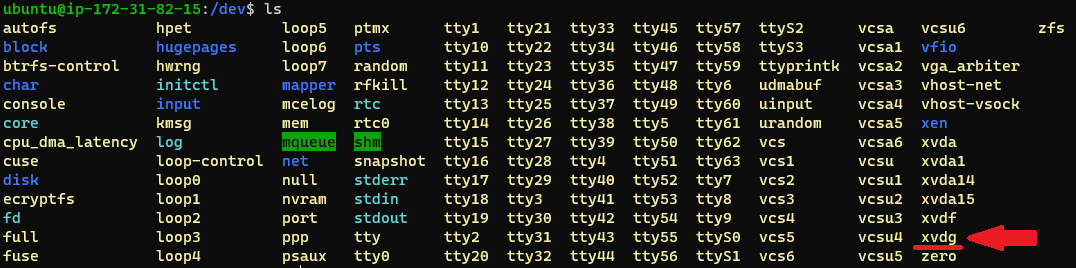 ubuntu@ip-172-31-82-15:/dev$ ls
autofs hpet loop5 ptmx tty1 tty21 tty33 tty45 tty57 ttyS2 vcsa vcsu6 zfs
block hugepages loop6 pts tty10 tty22 tty34 tty46 tty58 ttyS3 vcsa1 vfio
btrfs-control hwrng loop7 random tty11 tty23 tty35 tty47 tty59 ttyprintk vcsa2 vga_arbiter
char initctl mapper rfkill tty12 tty24 tty36 tty48 tty6 udmabuf vcsa3 vhost-net
console input mcelog rtc tty13 tty25 tty37 tty49 tty60 uinput vcsa4 vhost-vsock
core kmsg mem rtc0 tty14 tty26 tty38 tty5 tty61 urandom vcsa5 xen
cpu_dma_latency log mqueue shm tty15 tty27 tty39 tty50 tty62 vcs vcsa6 xvda
cuse loop-control net snapshot tty16 tty28 tty4 tty51 tty63 vcs1 vcsu xvda1
disk loop0 null stderr tty17 tty29 tty40 tty52 tty7 vcs2 vcsu1 xvda14
ecryptfs loop1 nvram stdin tty18 tty3 tty41 tty53 tty8 vcs3 vcsu2 xvda15
fd loop2 port stdout tty19 tty30 tty42 tty54 tty9 vcs4 vcsu3 xvdf
full loop3 ppp tty tty2 tty31 tty43 tty55 ttyS0 vcs5 vcsu4 xvdg
fuse loop4 psaux tty0 tty20 tty32 tty44 tty56 ttyS1 vcs6 vcsu5 zero